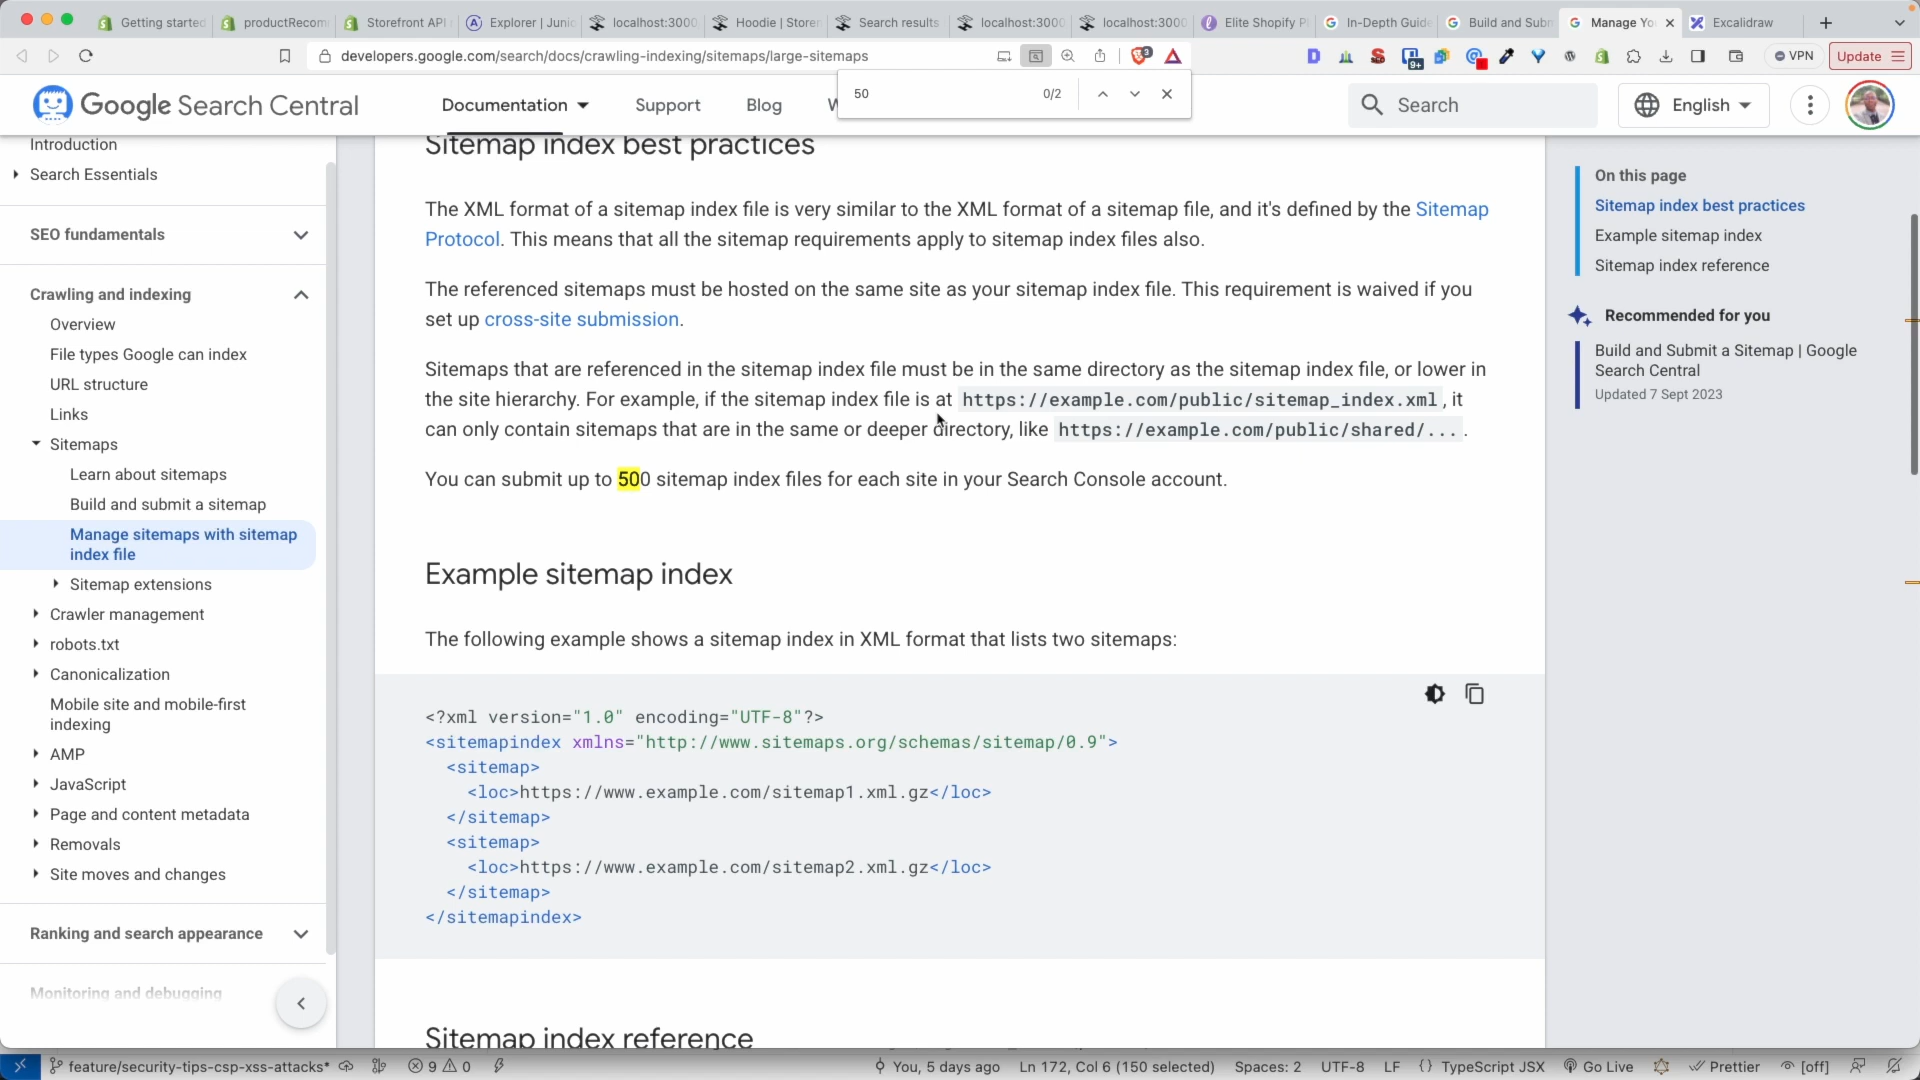 Getting started
productRecom
Storefront API
Explorer | Junio
localhost:3000
Hoodie | Storen
Search results
localhost:3000
localhost:3000
Elite Shopify P
In-Depth Guide
Build and Subm
Manage Yo
Excalidraw
developers.google.com/search/docs/crawling-indexing/sitemaps/large-sitemaps
3
9+
VPN
Update
50
0/2
Google Search Central
Documentation
Support
Blog
Search
English
Introduction
Search Essentials
SEO fundamentals
Crawling and indexing
Overview
File types Google can index
URL structure
Links
Sitemaps
Learn about sitemaps
Build and submit a sitemap
Manage sitemaps with sitemap
index file
Sitemap extensions
Crawler management
robots.txt
Canonicalization
Mobile site and mobile-first
indexing
AMP
JavaScript
Page and content metadata
Removals
Site moves and changes
Ranking and search appearance
Monitoring and debugging
Sitemap index best practices
The XML format of a sitemap index file is very similar to the XML format of a sitemap file, and it's defined by the Sitemap
Protocol. This means that all the sitemap requirements apply to sitemap index files also.
The referenced sitemaps must be hosted on the same site as your sitemap index file. This requirement is waived if you
set up cross-site submission.
Sitemaps that are referenced in the sitemap index file must be in the same directory as the sitemap index file, or lower in
the site hierarchy. For example, if the sitemap index file is at https://example.com/public/sitemap_index.xml, it
can only contain sitemaps that are in the same or deeper directory, like https://example.com/public/shared/... .
You can submit up to 500 sitemap index files for each site in your Search Console account.
Example sitemap index
The following example shows a sitemap index in XML format that lists two sitemaps:
<?xml version="1.0" encoding="UTF-8"?>
<sitemapindex xmlns="http://www.sitemaps.org/schemas/sitemap/0.9">
<sitemap>
<loc>https://www.example.com/sitemap1.xml.gz</loc>
</sitemap>
<sitemap>
<loc>https://www.example.com/sitemap2.xml.gz</loc>
</sitemap>
</sitemapindex>
Sitemap index reference
On this page
Sitemap index best practices
Example sitemap index
Sitemap index reference
Recommended for you
Build and Submit a Sitemap | Google
Search Central
Updated 7 Sept 2023
feature/security-tips-csp-xss-attacks*
9
0
You, 5 days ago
Ln 172, Col 6 (150 selected)
Spaces: 2
UTF-8
LF
{} TypeScript JSX
Go Live
Prettier
[off]